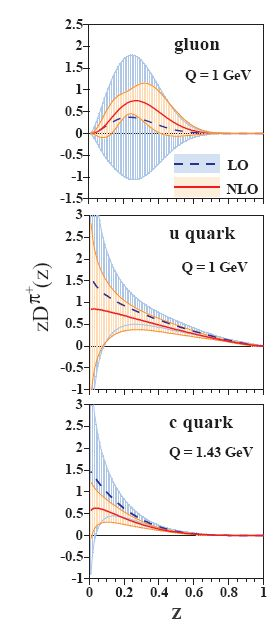 2.5
2
gluon
1.5
Q = 1 GeV
1
0.5
0
-0.5
LO
-1
NLO
-1.5
3
2.5
u quark
2
Q = 1 GeV
1.5
1
0.5
0
-0.5
-1
zDπ+(z)
3
2.5
c quark
2
Q = 1.43 GeV
1.5
1
0.5
0
-0.5
-1
0 0.2 0.4 0.6 0.8 1
z